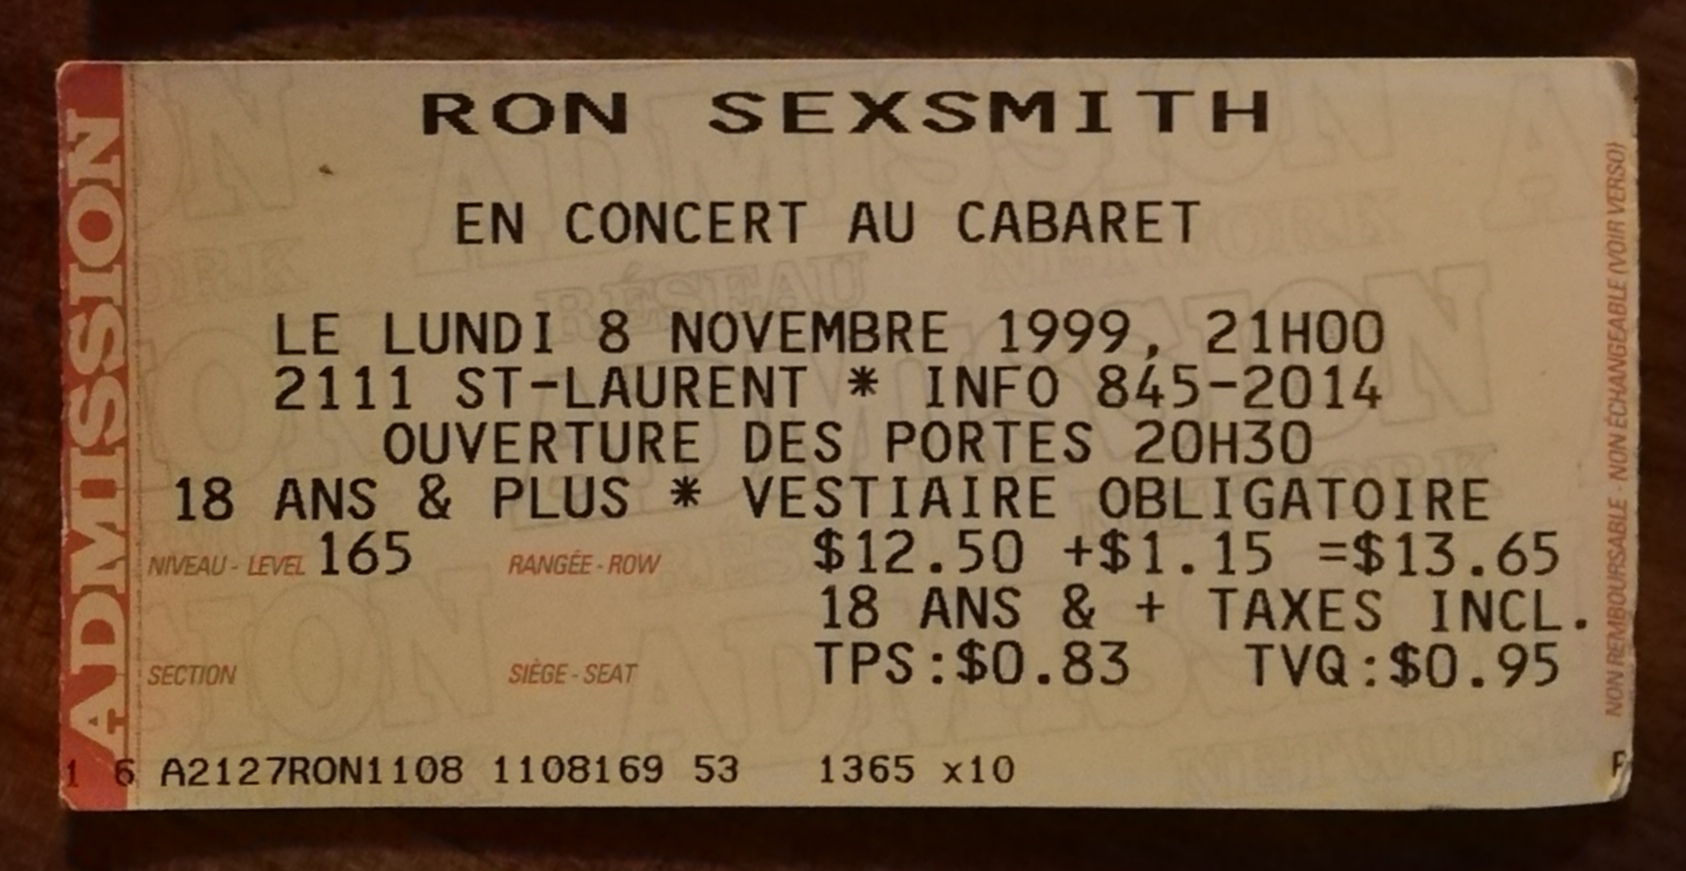 ADMISSION
RON SEXSMITH
EN CONCERT AU CABARET
LE LUNDI 8 NOVEMBRE 1999, 21H00
2111 ST-LAURENT * INFO 845-2014
OUVERTURE DES PORTES 20H30
18 ANS & PLUS * VESTIAIRE OBLIGATOIRE
NIVEAU - LEVEL 165 RANGÉE - ROW $12.50 +$1.15 =$13.65
18 ANS & + TAXES INCL.
SECTION SIÈGE - SEAT TPS:$0.83 TVQ:$0.95
1 6 A2127RON1108 1108169 53 1365 x10
NON REMBOURSABLE - NON ÉCHANGEABLE (VOIR VERSO)
RÉSEAU
ADMISSION
NETWORK